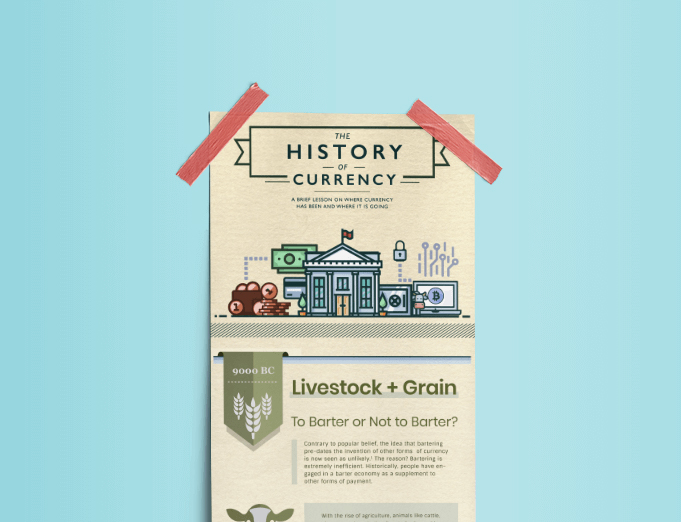 THE
HISTORY
OF
CURRENCY
A BRIEF LESSON ON WHERE CURRENCY
HAS BEEN AND WHERE IT IS GOING
9000 BC
Livestock + Grain
To Barter or Not to Barter?
Contrary to popular belief, the idea that bartering
pre-dates the invention of other forms of currency
is now seen as unlikely.¹ The reason? Bartering is
extremely inefficient. Historically, people have en-
gaged in a barter economy as a supplement to
other forms of payment.
With the rise of agriculture, animals like cattle,